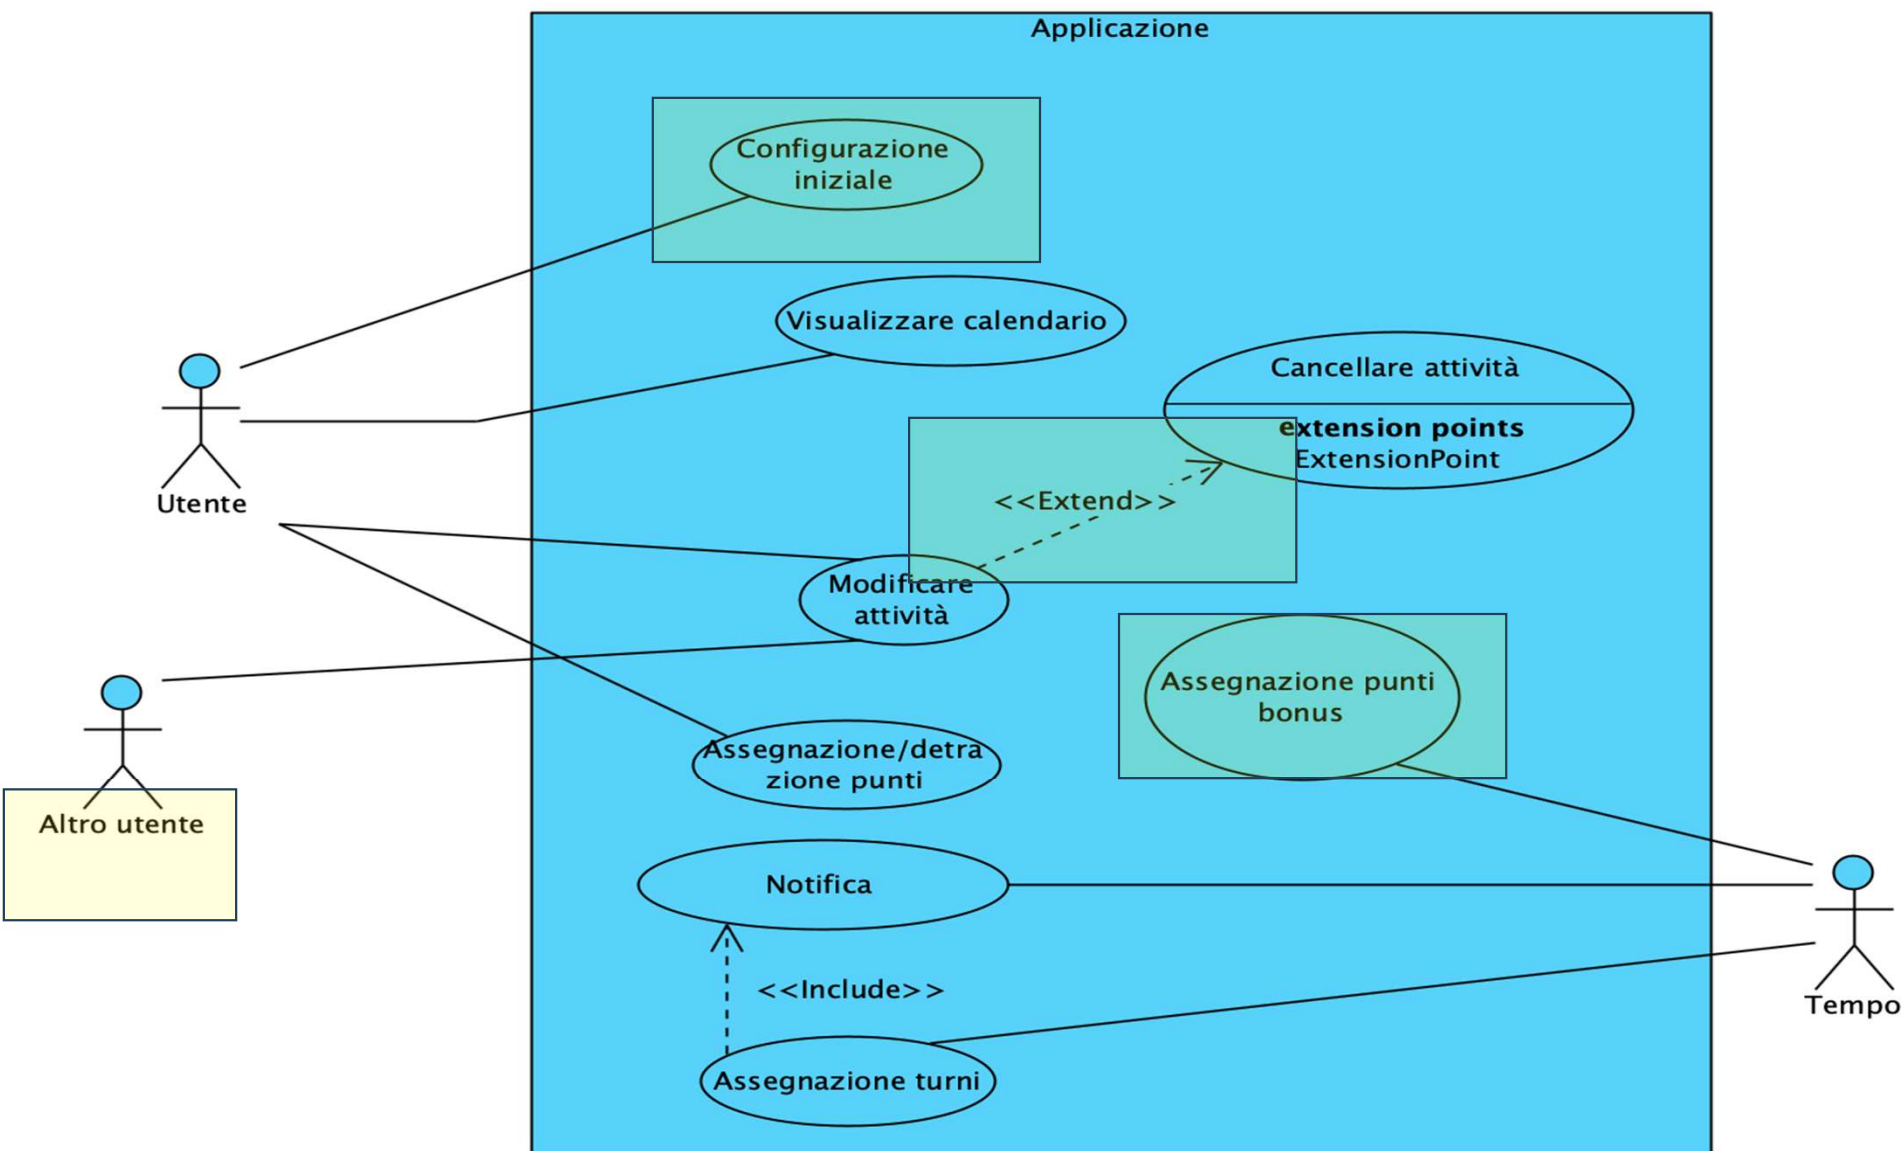 Applicazione
Configurazione
iniziale
Visualizzare calendario
Cancellare attività
extension points
ExtensionPoint
<<Extend>>
Utente
Modificare
attività
Assegnazione punti
bonus
Assegnazione/detra
zione punti
Altro utente
Notifica
<<Include>>
Tempo
Assegnazione turni